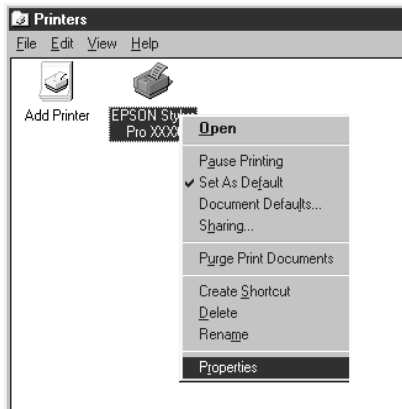 Printers
File Edit View Help
Add Printer
EPSON Stylus
Pro XXXX
Open
Pause Printing
Set As Default
Document Defaults...
Sharing...
Purge Print Documents
Create Shortcut
Delete
Rename
Properties